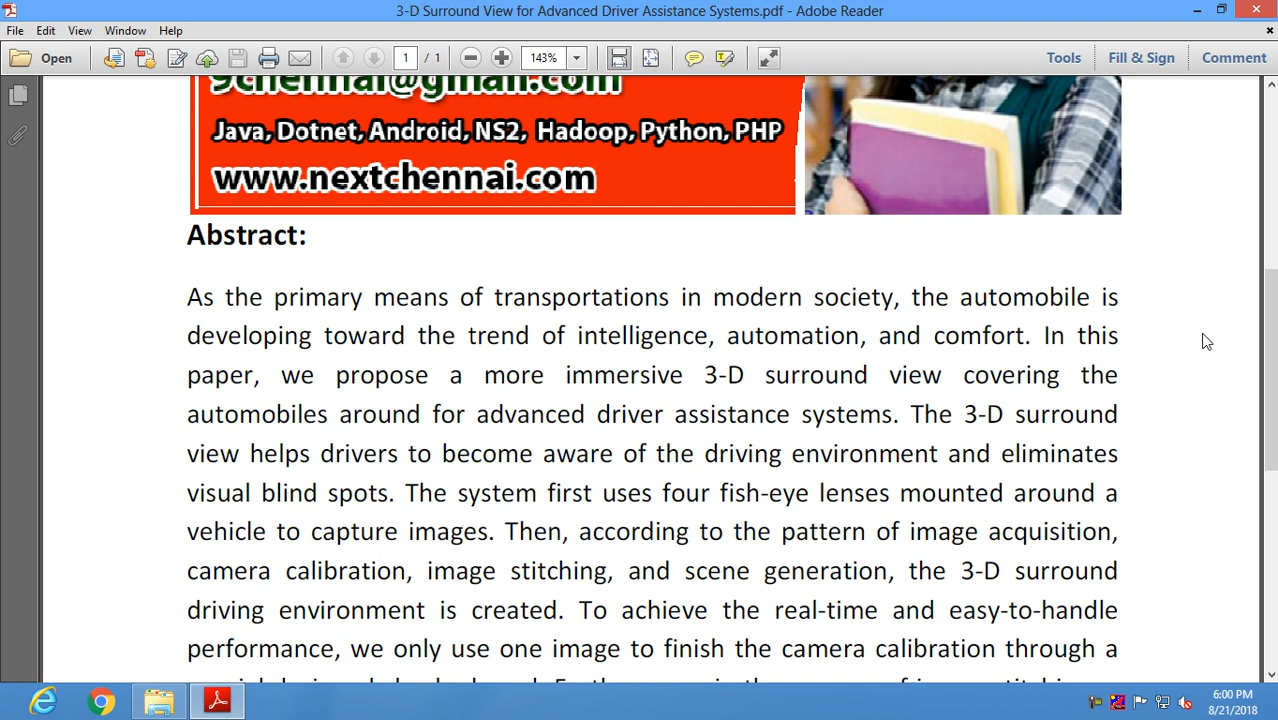 3-D Surround View for Advanced Driver Assistance Systems.pdf - Adobe Reader
File Edit View Window Help
Open 1 / 1 143% Tools Fill & Sign Comment
9chennai@gmail.com
Java, Dotnet, Android, NS2, Hadoop, Python, PHP
www.nextchennai.com
Abstract:
As the primary means of transportations in modern society, the automobile is
developing toward the trend of intelligence, automation, and comfort. In this
paper, we propose a more immersive 3-D surround view covering the
automobiles around for advanced driver assistance systems. The 3-D surround
view helps drivers to become aware of the driving environment and eliminates
visual blind spots. The system first uses four fish-eye lenses mounted around a
vehicle to capture images. Then, according to the pattern of image acquisition,
camera calibration, image stitching, and scene generation, the 3-D surround
driving environment is created. To achieve the real-time and easy-to-handle
performance, we only use one image to finish the camera calibration through a
6:00 PM
8/21/2018